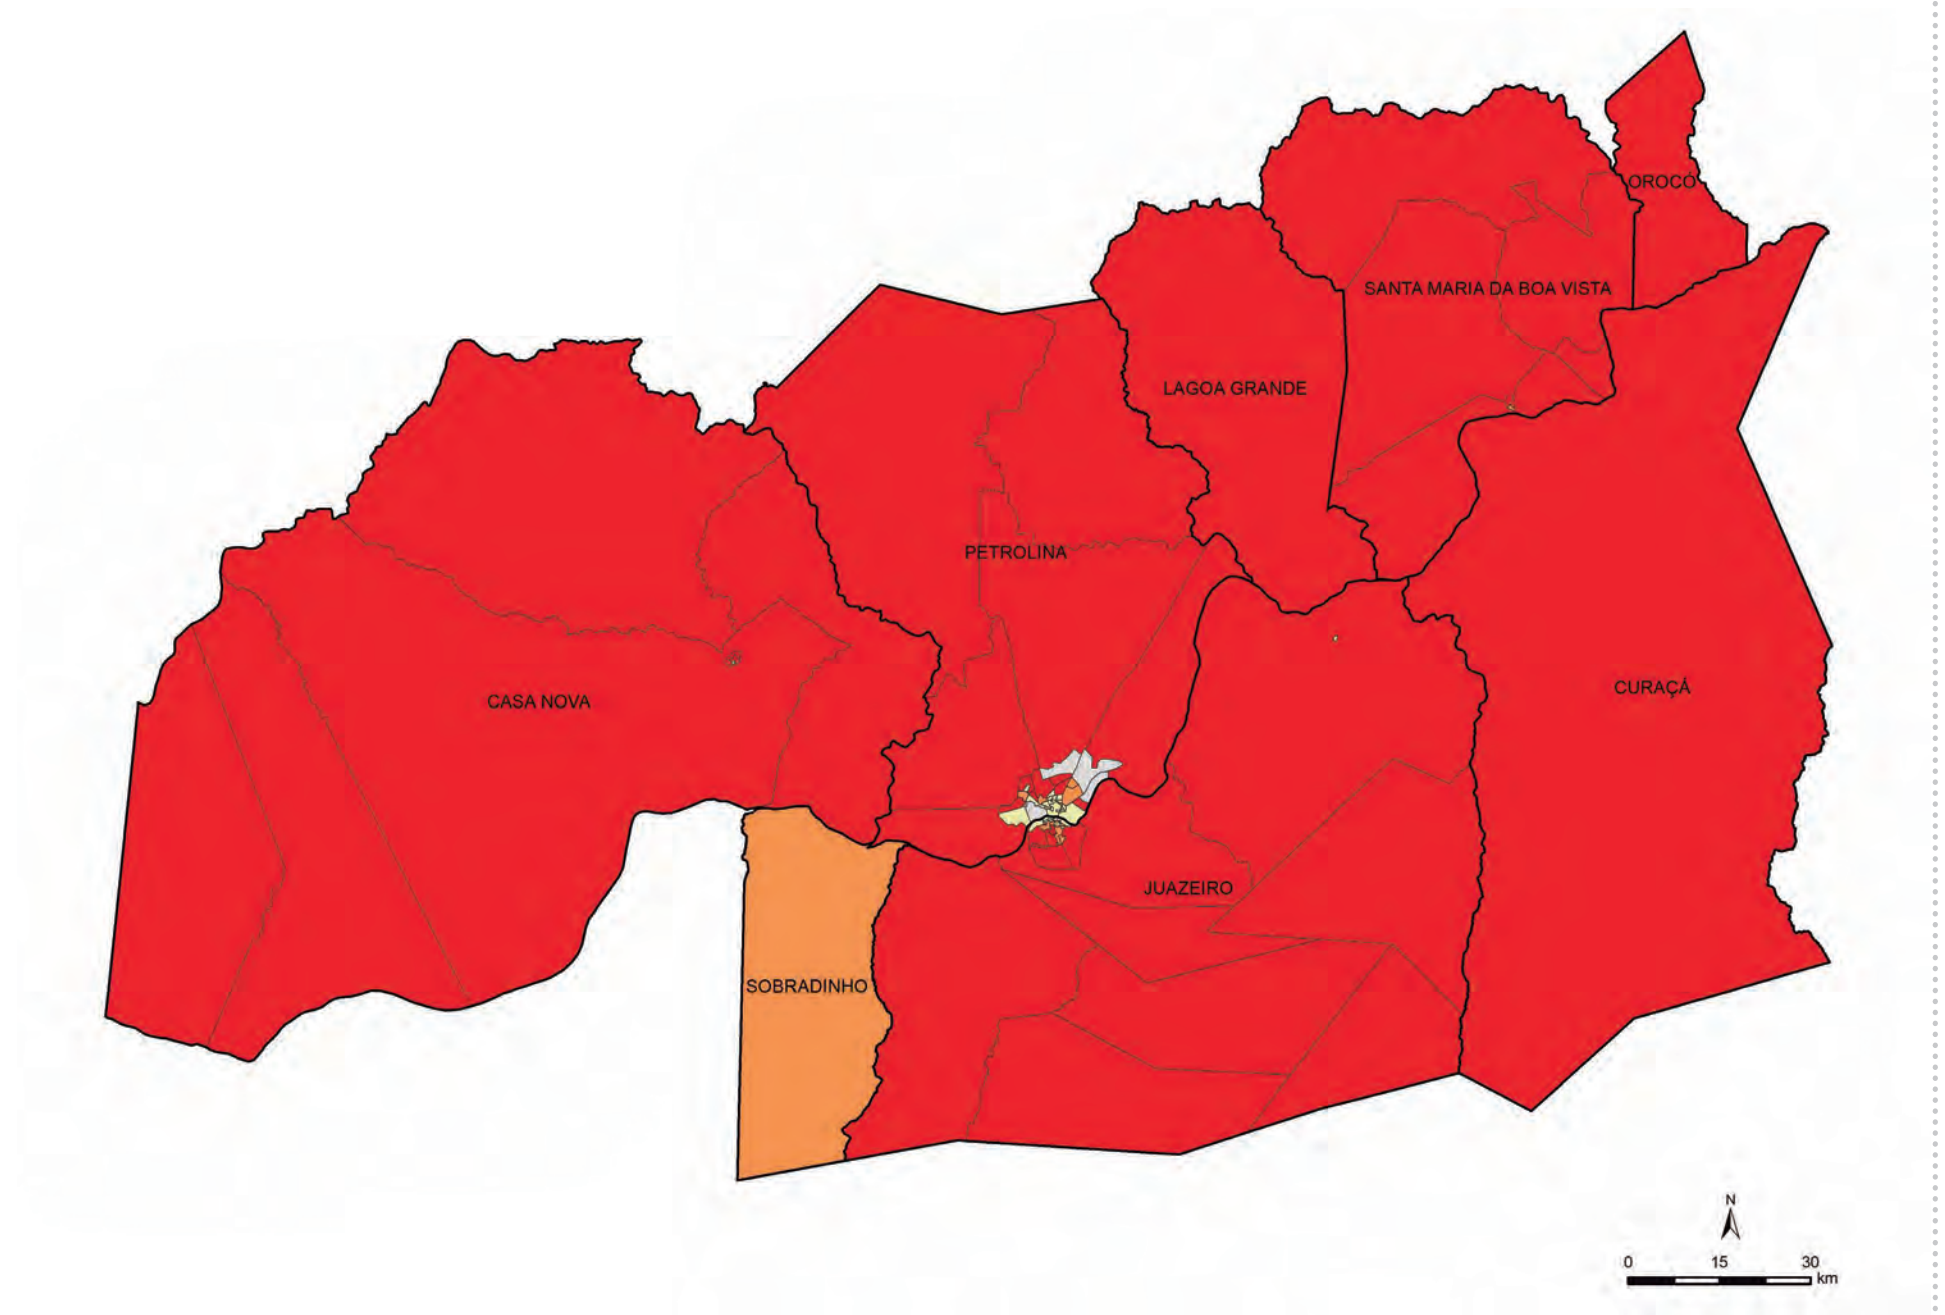 OROCÓ
SANTA MARIA DA BOA VISTA
LAGOA GRANDE
PETROLINA
CURAÇÁ
CASA NOVA
JUAZEIRO
SOBRADINHO
N
0 15 30
km